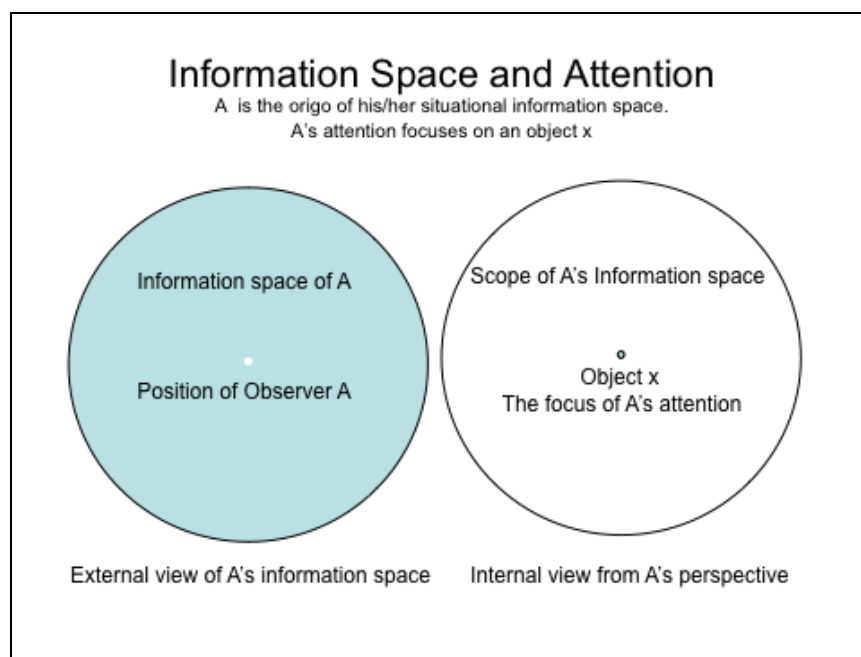 Information Space and Attention
A is the origo of his/her situational information space.
A's attention focuses on an object x
Information space of A
Position of Observer A
External view of A's information space
Scope of A's Information space
Object x
The focus of A's attention
Internal view from A's perspective